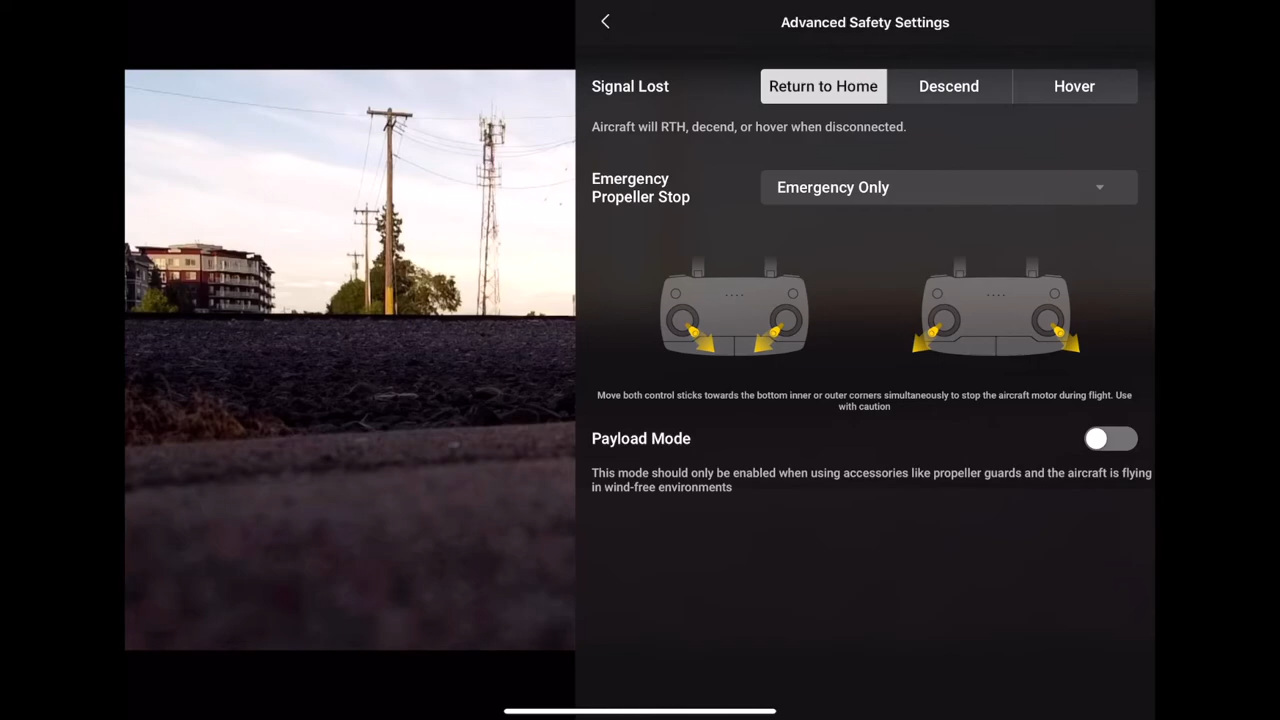 Advanced Safety Settings
Signal Lost
Return to Home
Descend
Hover
Aircraft will RTH, decend, or hover when disconnected.
Emergency
Propeller Stop
Emergency Only
Move both control sticks towards the bottom inner or outer corners simultaneously to stop the aircraft motor during flight. Use
with caution
Payload Mode
This mode should only be enabled when using accessories like propeller guards and the aircraft is flying
in wind-free environments